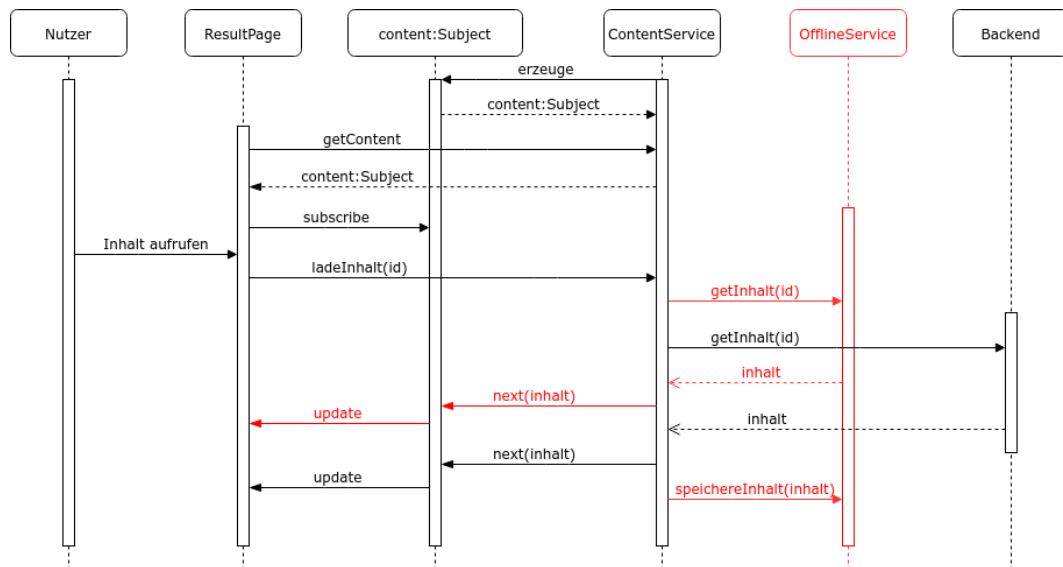 Nutzer
ResultPage
content:Subject
ContentService
OfflineService
Backend
erzeuge
content:Subject
getContent
content:Subject
subscribe
Inhalt aufrufen
ladeInhalt(id)
getInhalt(id)
getInhalt(id)
inhalt
next(inhalt)
update
inhalt
next(inhalt)
update
speichereInhalt(inhalt)